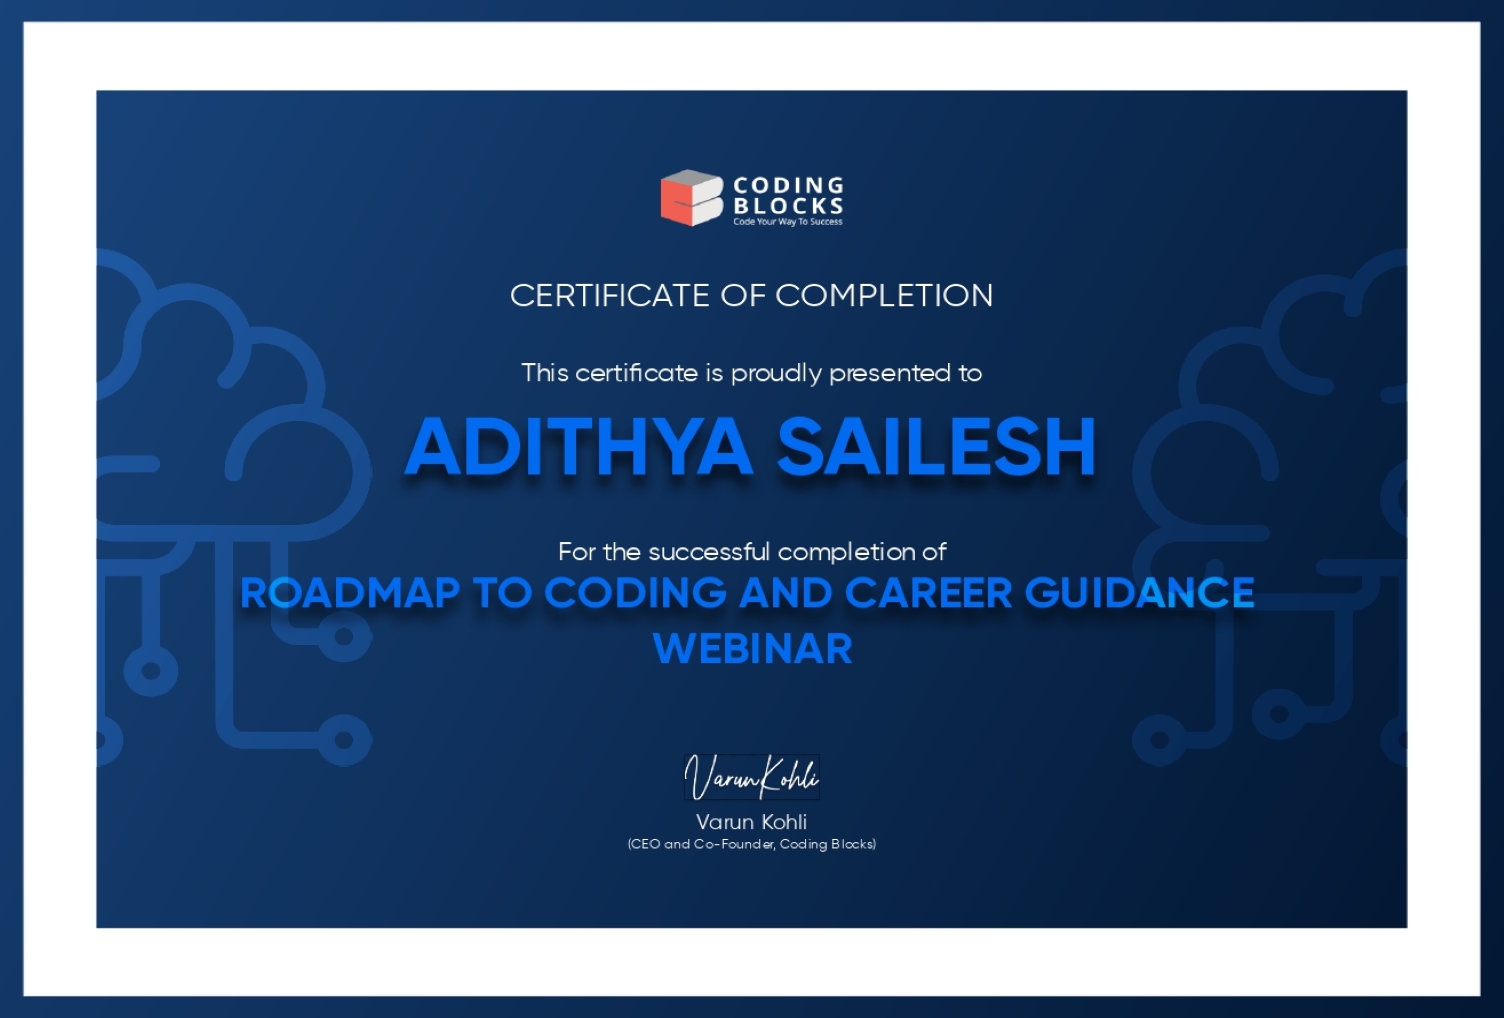 CODING
BLOCKS
Code Your Way To Success
CERTIFICATE OF COMPLETION
This certificate is proudly presented to
ADITHYA SAILESH
For the successful completion of
ROADMAP TO CODING AND CAREER GUIDANCE
WEBINAR
Varun Kohli
Varun Kohli
(CEO and Co-Founder, Coding Blocks)